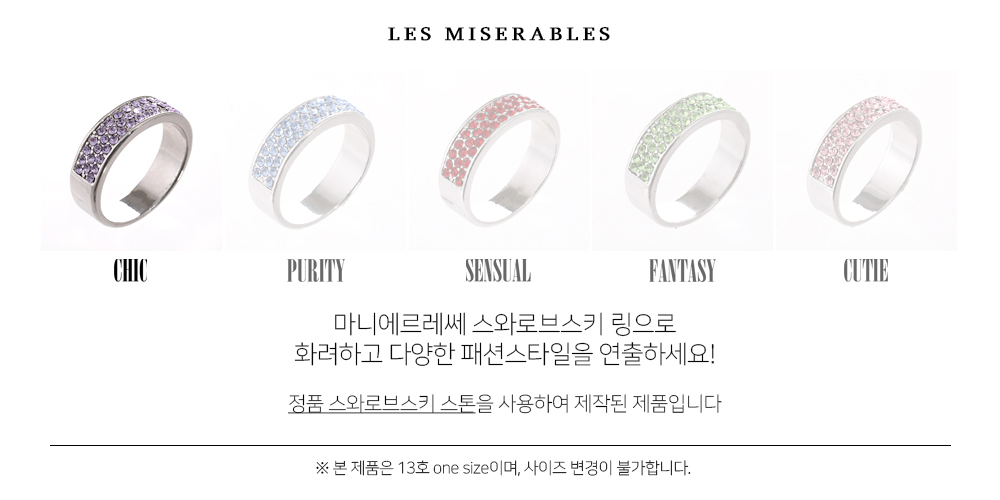 LES MISERABLES
CHIC PURITY SENSUAL FANTASY CUTIE
마니에르레쎄 스와로브스키 링으로
화려하고 다양한 패션스타일을 연출하세요!
정품 스와로브스키 스톤을 사용하여 제작된 제품입니다
※ 본 제품은 13호 one size이며, 사이즈 변경이 불가합니다.